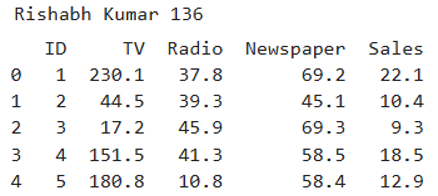 Rishabh Kumar 136
ID TV Radio Newspaper Sales
0 1 230.1 37.8 69.2 22.1
1 2 44.5 39.3 45.1 10.4
2 3 17.2 45.9 69.3 9.3
3 4 151.5 41.3 58.5 18.5
4 5 180.8 10.8 58.4 12.9